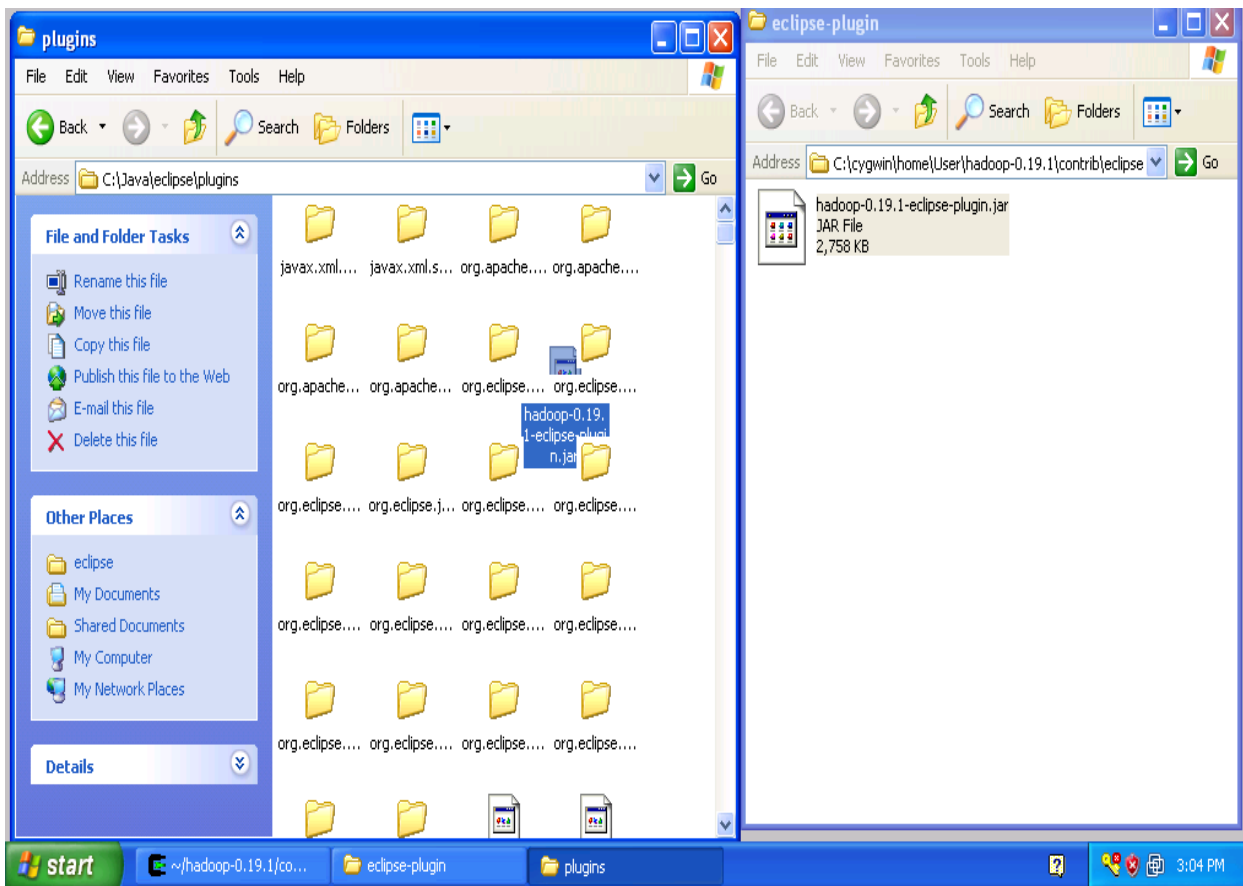 plugins
File Edit View Favorites Tools Help
Back Search Folders
Address C:\Java\eclipse\plugins Go
File and Folder Tasks
Rename this file
Move this file
Copy this file
Publish this file to the Web
E-mail this file
Delete this file
Other Places
eclipse
My Documents
Shared Documents
My Computer
My Network Places
Details
javax.xml.... javax.xml.s... org.apache.... org.apache....
org.apache... org.apache... org.eclipse.... org.eclipse....
hadoop-0.19.
1-eclipse-plugi
n.jar
org.eclipse.... org.eclipse.j... org.eclipse.... org.eclipse....
org.eclipse.... org.eclipse.... org.eclipse.... org.eclipse....
org.eclipse.... org.eclipse.... org.eclipse.... org.eclipse....
eclipse-plugin
File Edit View Favorites Tools Help
Back Search Folders
Address C:\cygwin\home\User\hadoop-0.19.1\contrib\eclipse Go
hadoop-0.19.1-eclipse-plugin.jar
JAR File
2,758 KB
start ~/hadoop-0.19.1/co... eclipse-plugin plugins 3:04 PM